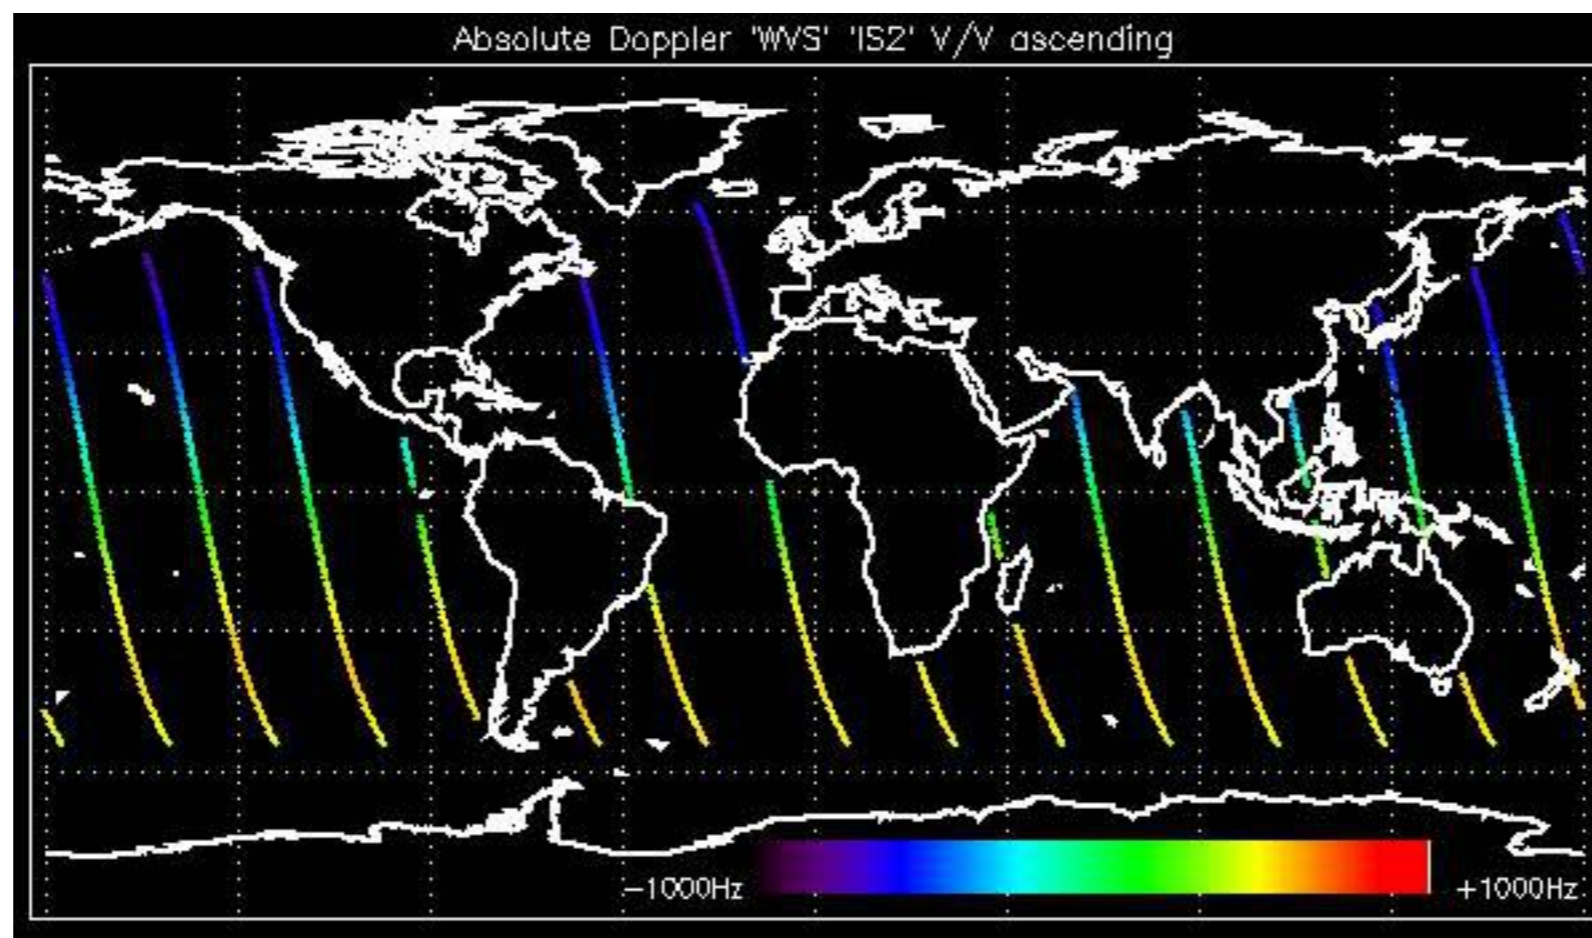 Absolute Doppler 'WVS' 'IS2' V/V ascending
−1000Hz +1000Hz